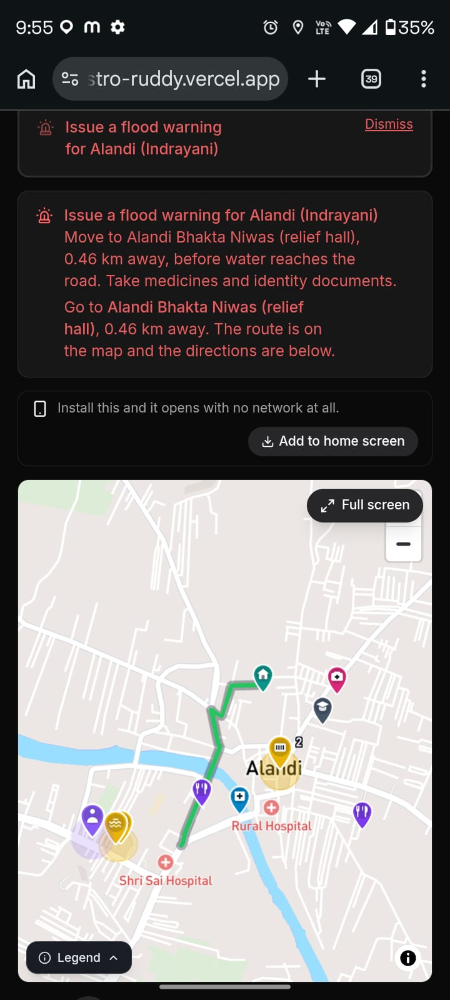 9:55
Vo
LTE
35%
stro-ruddy.vercel.app
39
Issue a flood warning
for Alandi (Indrayani)
Dismiss
Issue a flood warning for Alandi (Indrayani)
Move to Alandi Bhakta Niwas (relief hall),
0.46 km away, before water reaches the
road. Take medicines and identity documents.
Go to Alandi Bhakta Niwas (relief
hall), 0.46 km away. The route is on
the map and the directions are below.
Install this and it opens with no network at all.
Add to home screen
Full screen
2
Alandi
Rural Hospital
Shri Sai Hospital
Legend